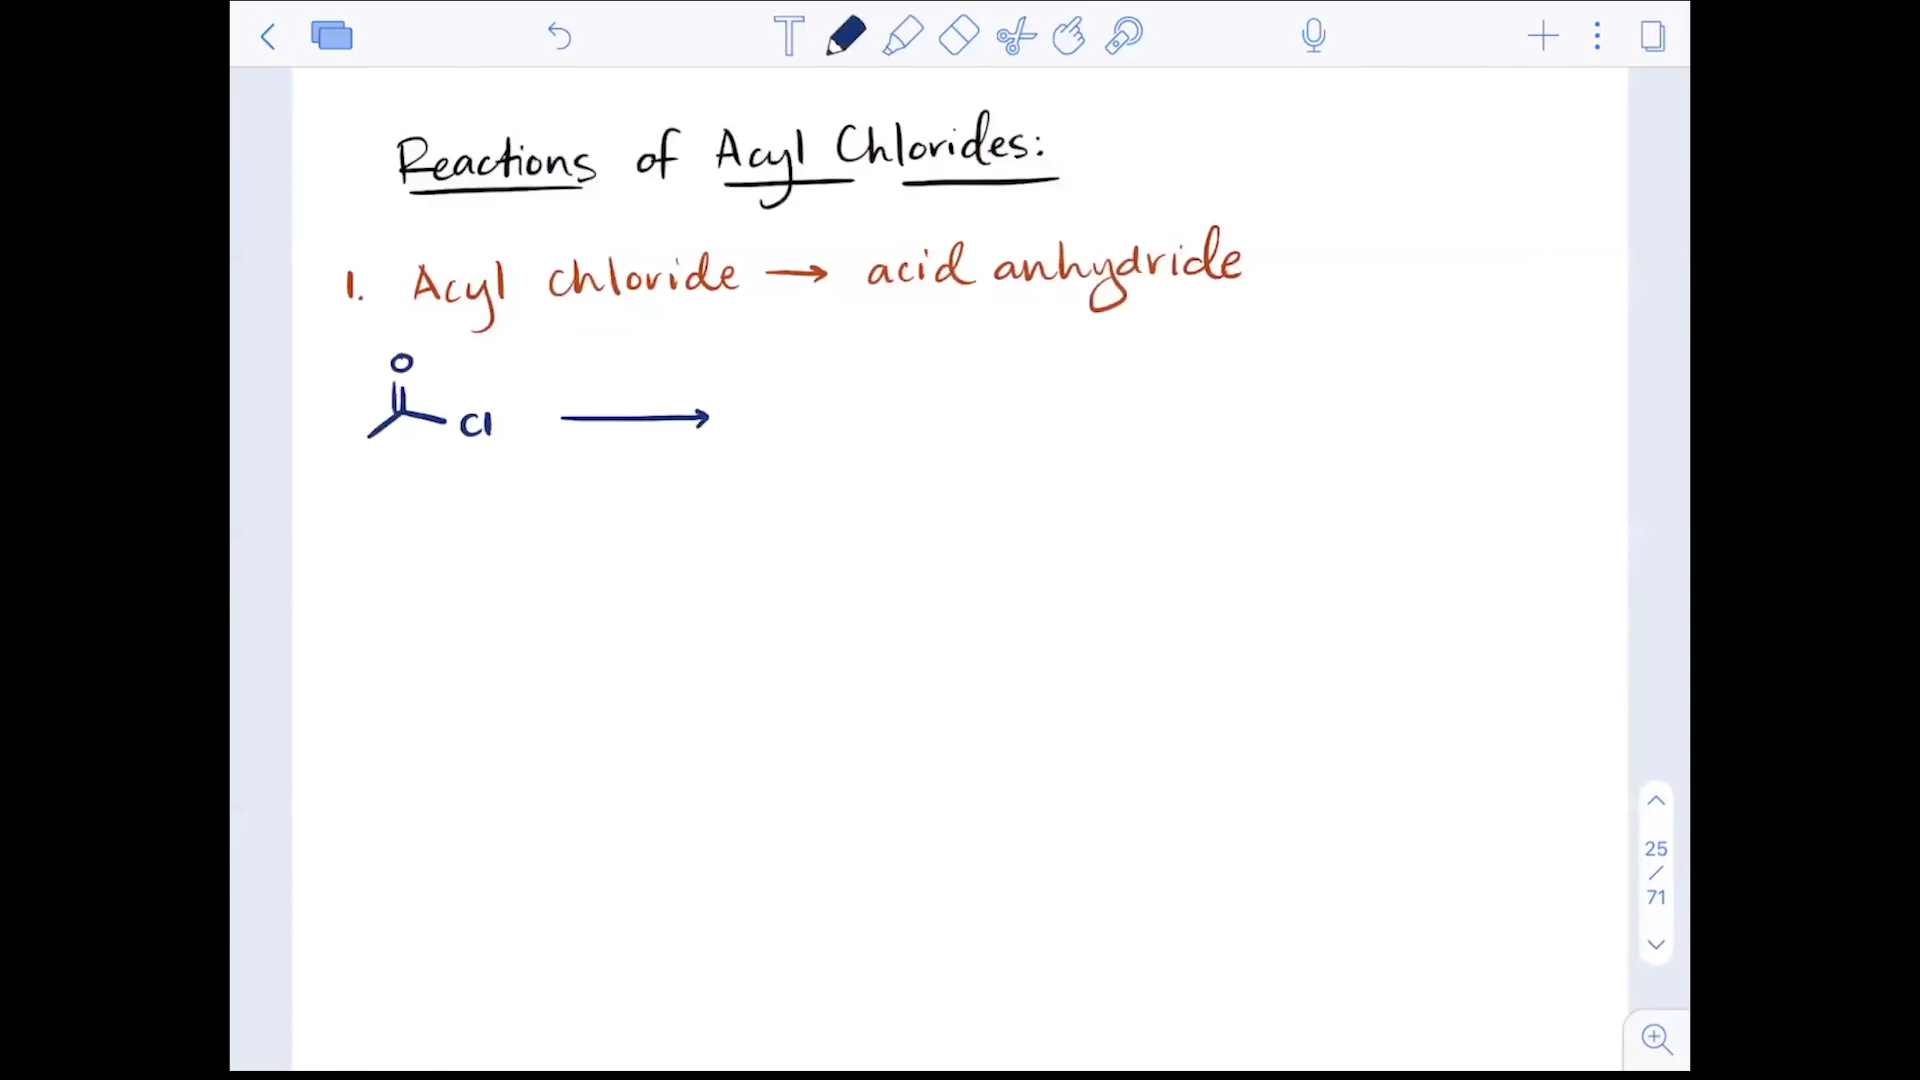 T
Reactions of Acyl Chlorides:
1. Acyl chloride → acid anhydride
O
Cl
25
/
71